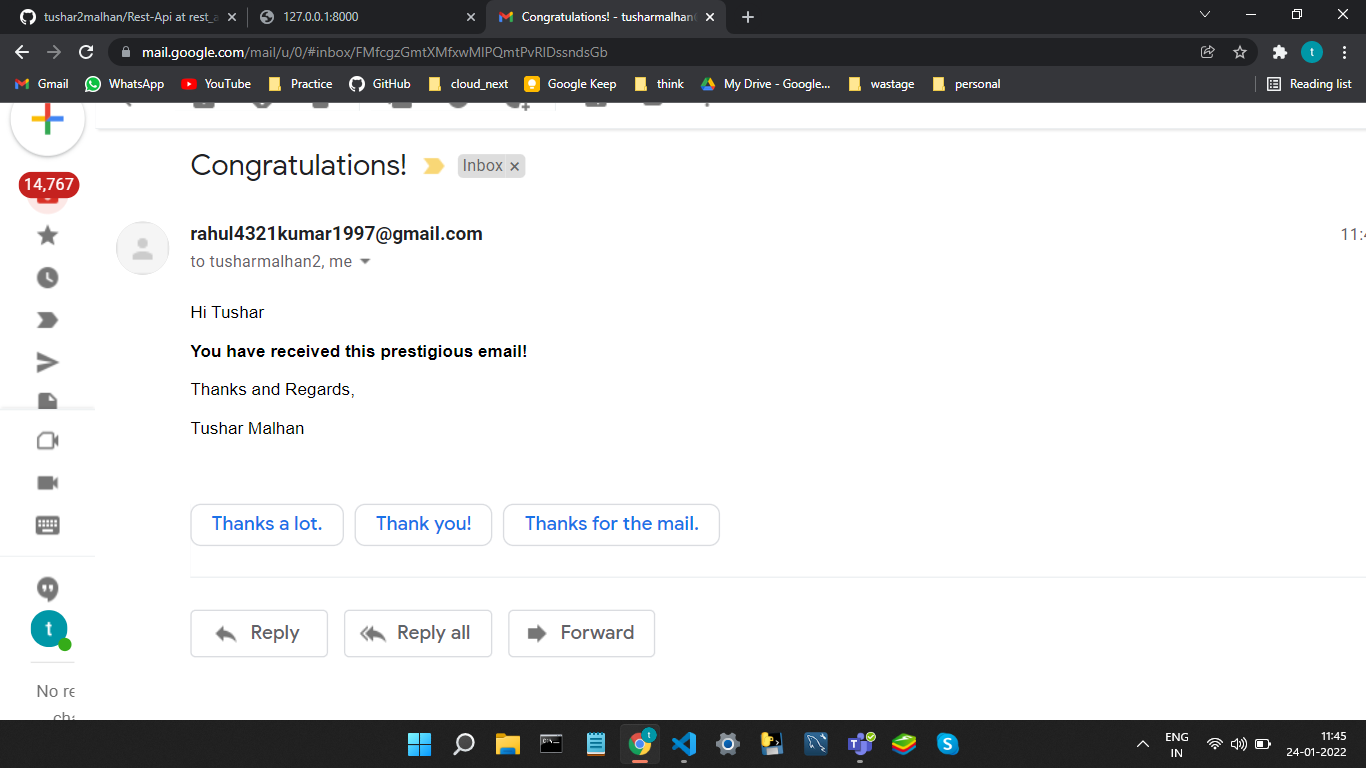 tushar2malhan/Rest-Api at rest_a
127.0.0.1:8000
Congratulations! - tusharmalhan
mail.google.com/mail/u/0/#inbox/FMfcgzGmtXMfxwMlPQmtPvRlDssndsGb
t
Gmail
WhatsApp
YouTube
Practice
GitHub
cloud_next
Google Keep
think
My Drive - Google...
wastage
personal
Reading list
Congratulations!
Inbox
14,767
rahul4321kumar1997@gmail.com
11:4
to tusharmalhan2, me
Hi Tushar
You have received this prestigious email!
Thanks and Regards,
Tushar Malhan
Thanks a lot.
Thank you!
Thanks for the mail.
t
Reply
Reply all
Forward
No re
cha
ENG
IN
11:45
24-01-2022